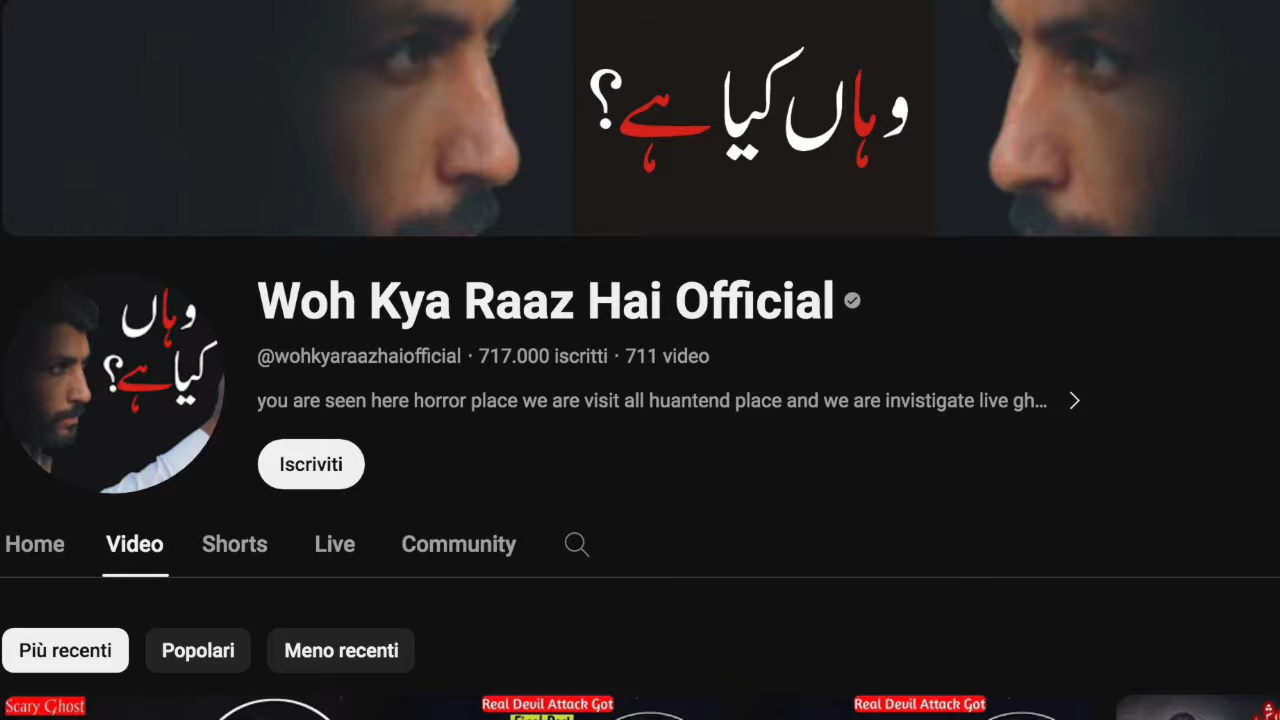 وہاں کیا ہے؟
وہاں
کیا ہے؟
Woh Kya Raaz Hai Official
@wohkyaraazhaiofficial · 717.000 iscritti · 711 video
you are seen here horror place we are visit all huantend place and we are invistigate live gh...
Iscriviti
Home Video Shorts Live Community
Più recenti Popolari Meno recenti
Scary Ghost Real Devil Attack Got Real Devil Attack Got